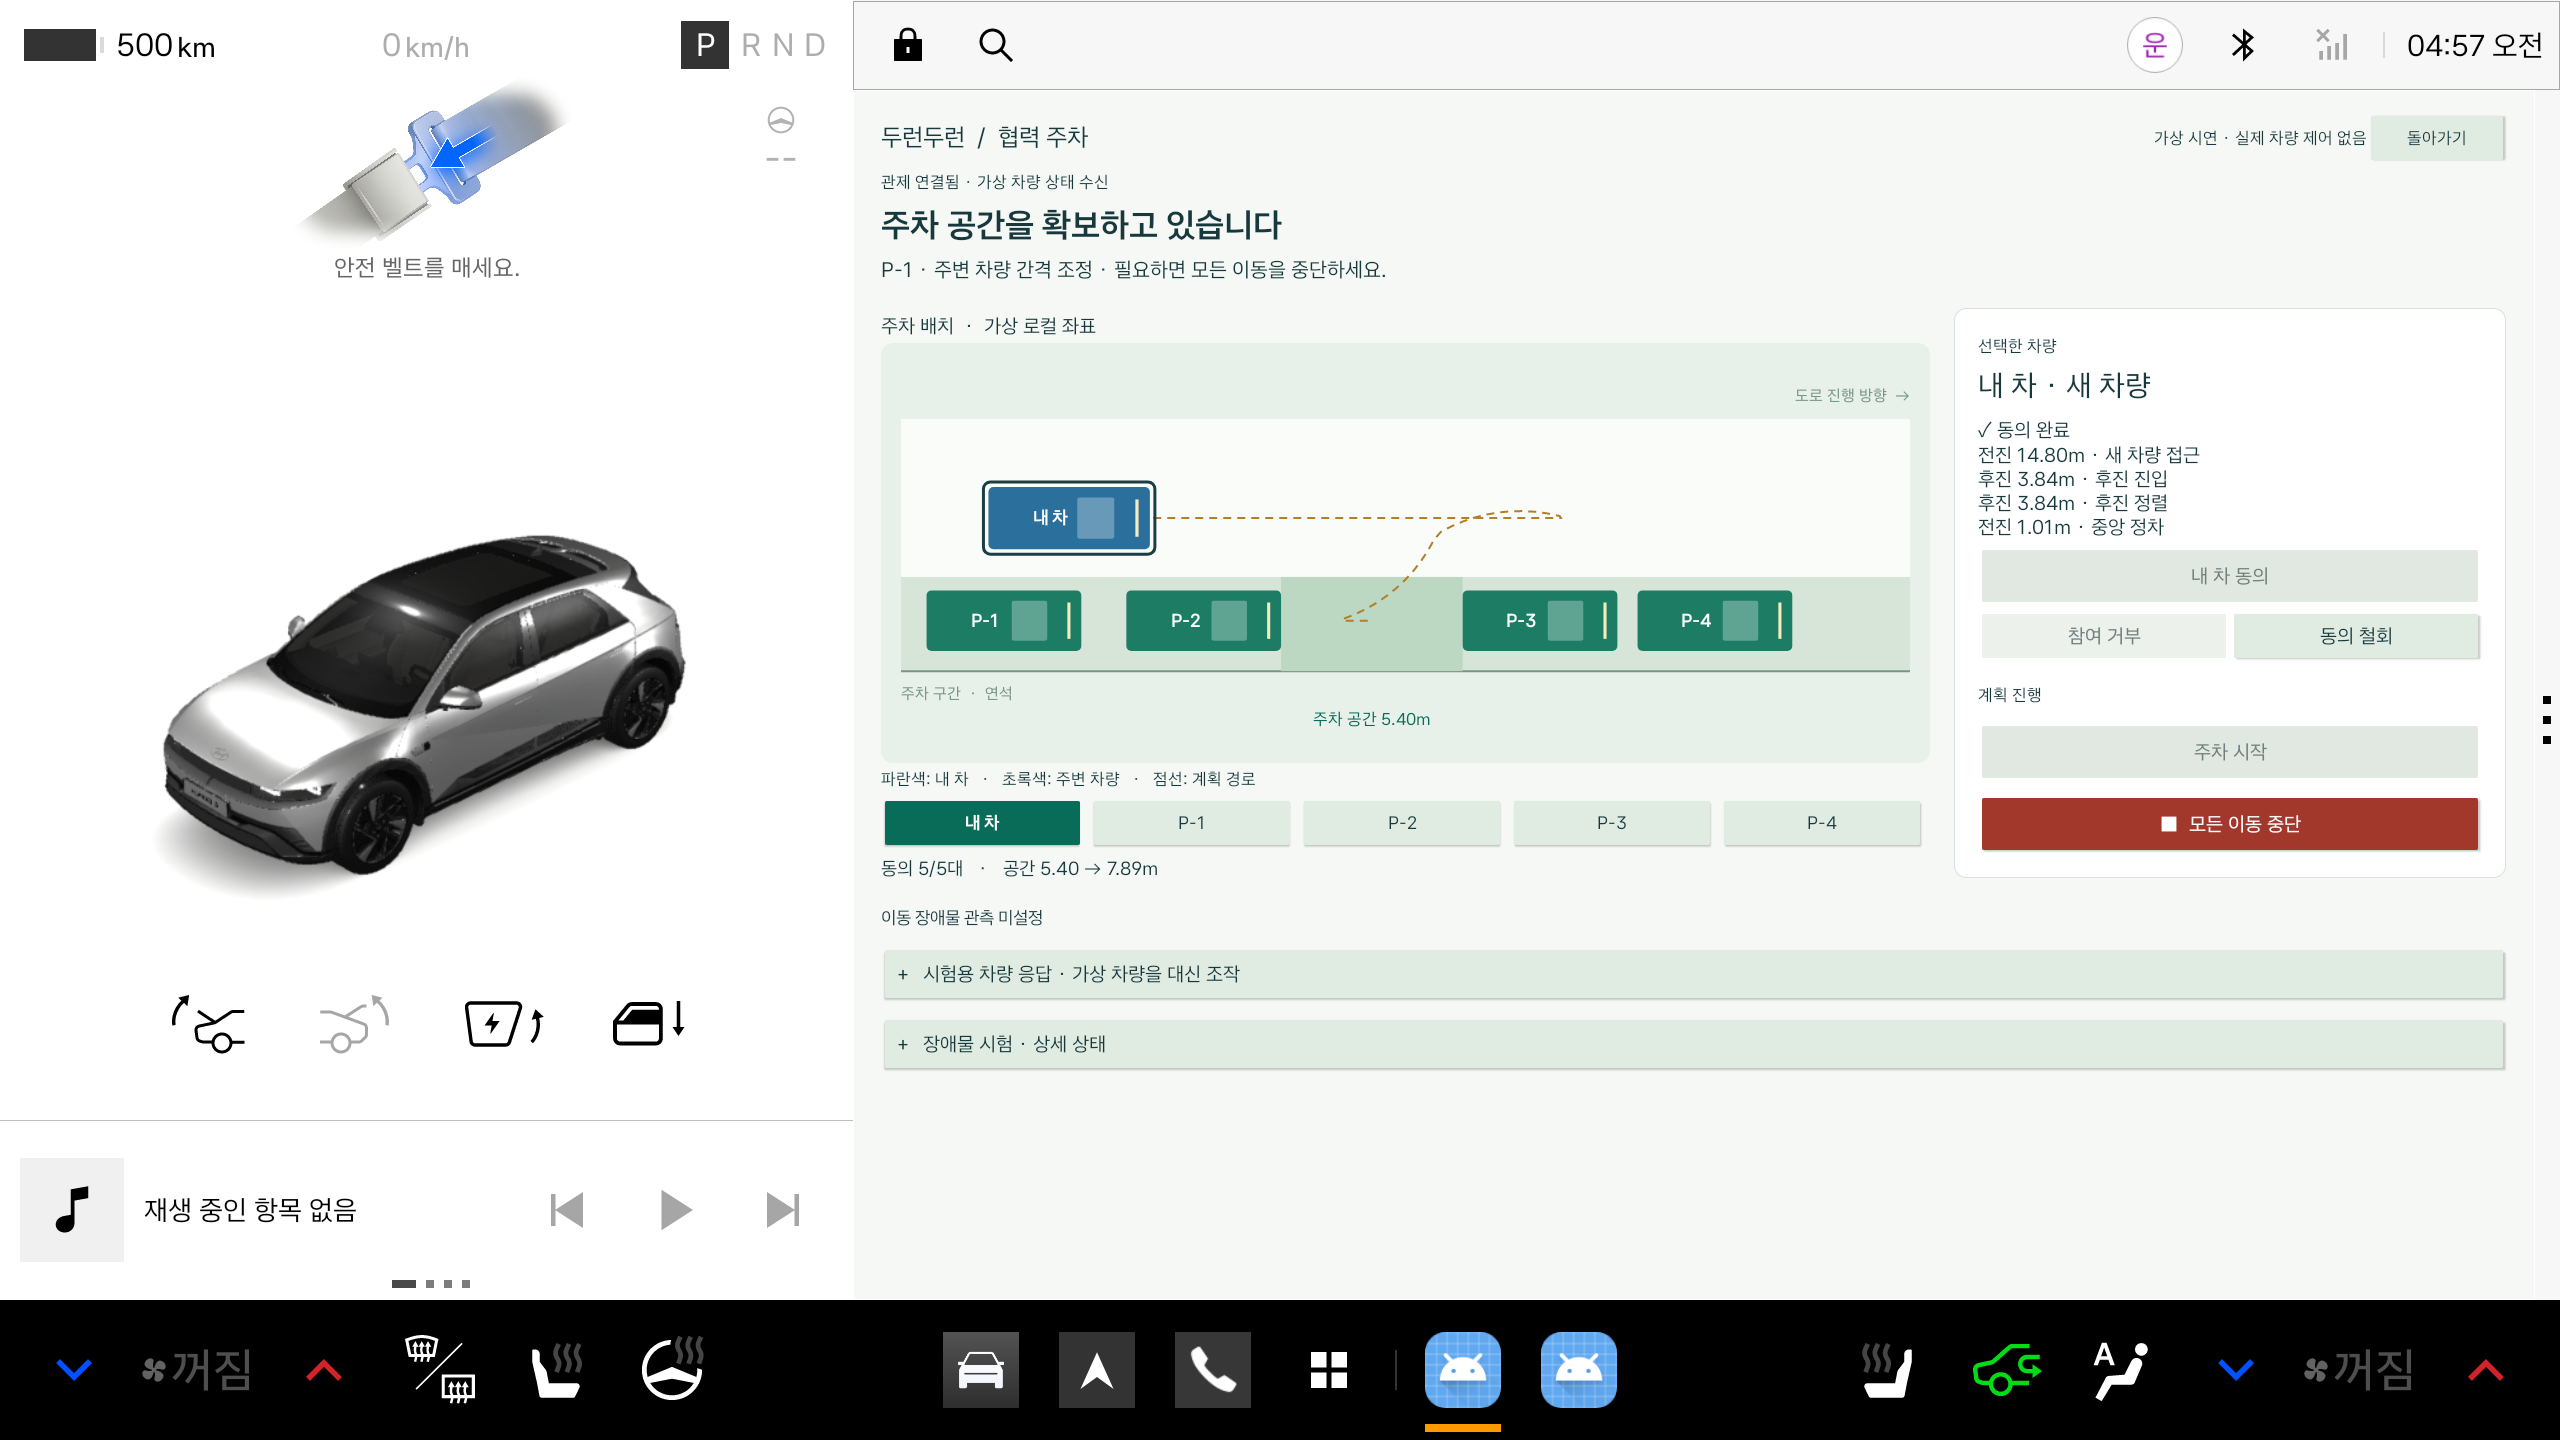 500 km
0 km/h
P R N D
안전 벨트를 매세요.
재생 중인 항목 없음
운
04:57 오전
두런두런 / 협력 주차
가상 시연 · 실제 차량 제어 없음
돌아가기
관제 연결됨 · 가상 차량 상태 수신
주차 공간을 확보하고 있습니다
P-1 · 주변 차량 간격 조정 · 필요하면 모든 이동을 중단하세요.
주차 배치 · 가상 로컬 좌표
도로 진행 방향 →
내 차
P-1
P-2
P-3
P-4
주차 구간 · 연석
주차 공간 5.40m
파란색: 내 차 · 초록색: 주변 차량 · 점선: 계획 경로
내 차
P-1
P-2
P-3
P-4
동의 5/5대 · 공간 5.40 → 7.89m
이동 장애물 관측 미설정
+ 시험용 차량 응답 · 가상 차량을 대신 조작
+ 장애물 시험 · 상세 상태
선택한 차량
내 차 · 새 차량
✓ 동의 완료
전진 14.80m · 새 차량 접근
후진 3.84m · 후진 진입
후진 3.84m · 후진 정렬
전진 1.01m · 중앙 정차
내 차 동의
참여 거부
동의 철회
계획 진행
주차 시작
■ 모든 이동 중단
꺼짐
A
꺼짐